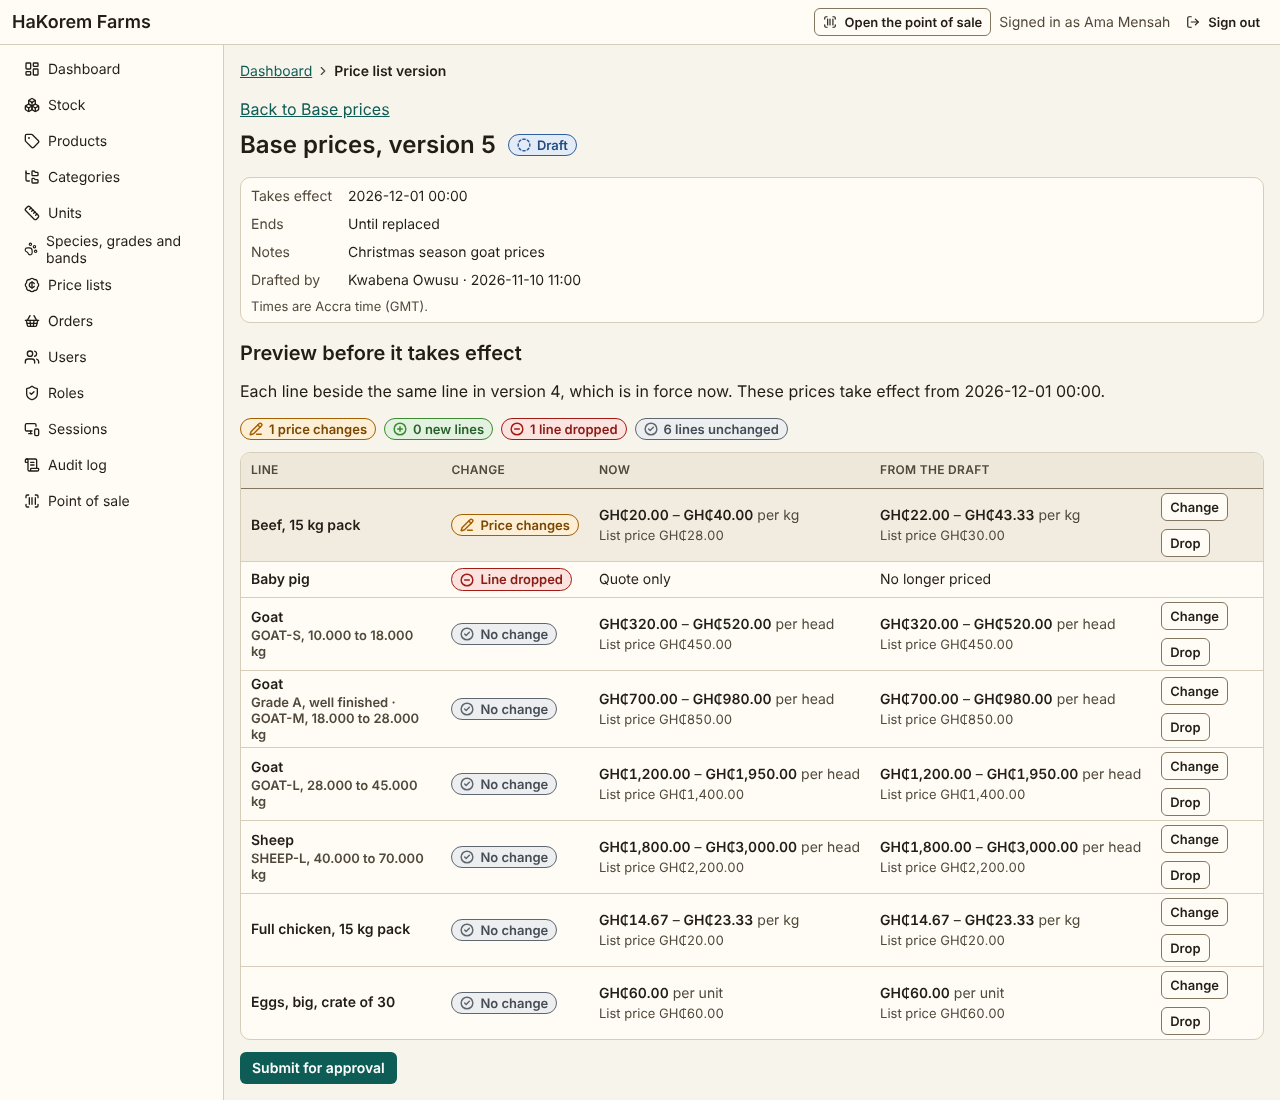 HaKorem Farms
Open the point of sale
Signed in as Ama Mensah
Sign out
Dashboard
Stock
Products
Categories
Units
Species, grades and
bands
Price lists
Orders
Users
Roles
Sessions
Audit log
Point of sale
Dashboard > Price list version
Back to Base prices
Base prices, version 5
Draft
Takes effect 2026-12-01 00:00
Ends Until replaced
Notes Christmas season goat prices
Drafted by Kwabena Owusu · 2026-11-10 11:00
Times are Accra time (GMT).
Preview before it takes effect
Each line beside the same line in version 4, which is in force now. These prices take effect from 2026-12-01 00:00.
1 price changes
0 new lines
1 line dropped
6 lines unchanged
LINE CHANGE NOW FROM THE DRAFT
Beef, 15 kg pack
Price changes
GH₵20.00 – GH₵40.00 per kg
List price GH₵28.00
GH₵22.00 – GH₵43.33 per kg
List price GH₵30.00
Change
Drop
Baby pig
Line dropped
Quote only
No longer priced
Goat
GOAT-S, 10.000 to 18.000
kg
No change
GH₵320.00 – GH₵520.00 per head
List price GH₵450.00
GH₵320.00 – GH₵520.00 per head
List price GH₵450.00
Change
Drop
Goat
Grade A, well finished ·
GOAT-M, 18.000 to 28.000
kg
No change
GH₵700.00 – GH₵980.00 per head
List price GH₵850.00
GH₵700.00 – GH₵980.00 per head
List price GH₵850.00
Change
Drop
Goat
GOAT-L, 28.000 to 45.000
kg
No change
GH₵1,200.00 – GH₵1,950.00 per head
List price GH₵1,400.00
GH₵1,200.00 – GH₵1,950.00 per head
List price GH₵1,400.00
Change
Drop
Sheep
SHEEP-L, 40.000 to 70.000
kg
No change
GH₵1,800.00 – GH₵3,000.00 per head
List price GH₵2,200.00
GH₵1,800.00 – GH₵3,000.00 per head
List price GH₵2,200.00
Change
Drop
Full chicken, 15 kg pack
No change
GH₵14.67 – GH₵23.33 per kg
List price GH₵20.00
GH₵14.67 – GH₵23.33 per kg
List price GH₵20.00
Change
Drop
Eggs, big, crate of 30
No change
GH₵60.00 per unit
List price GH₵60.00
GH₵60.00 per unit
List price GH₵60.00
Change
Drop
Submit for approval